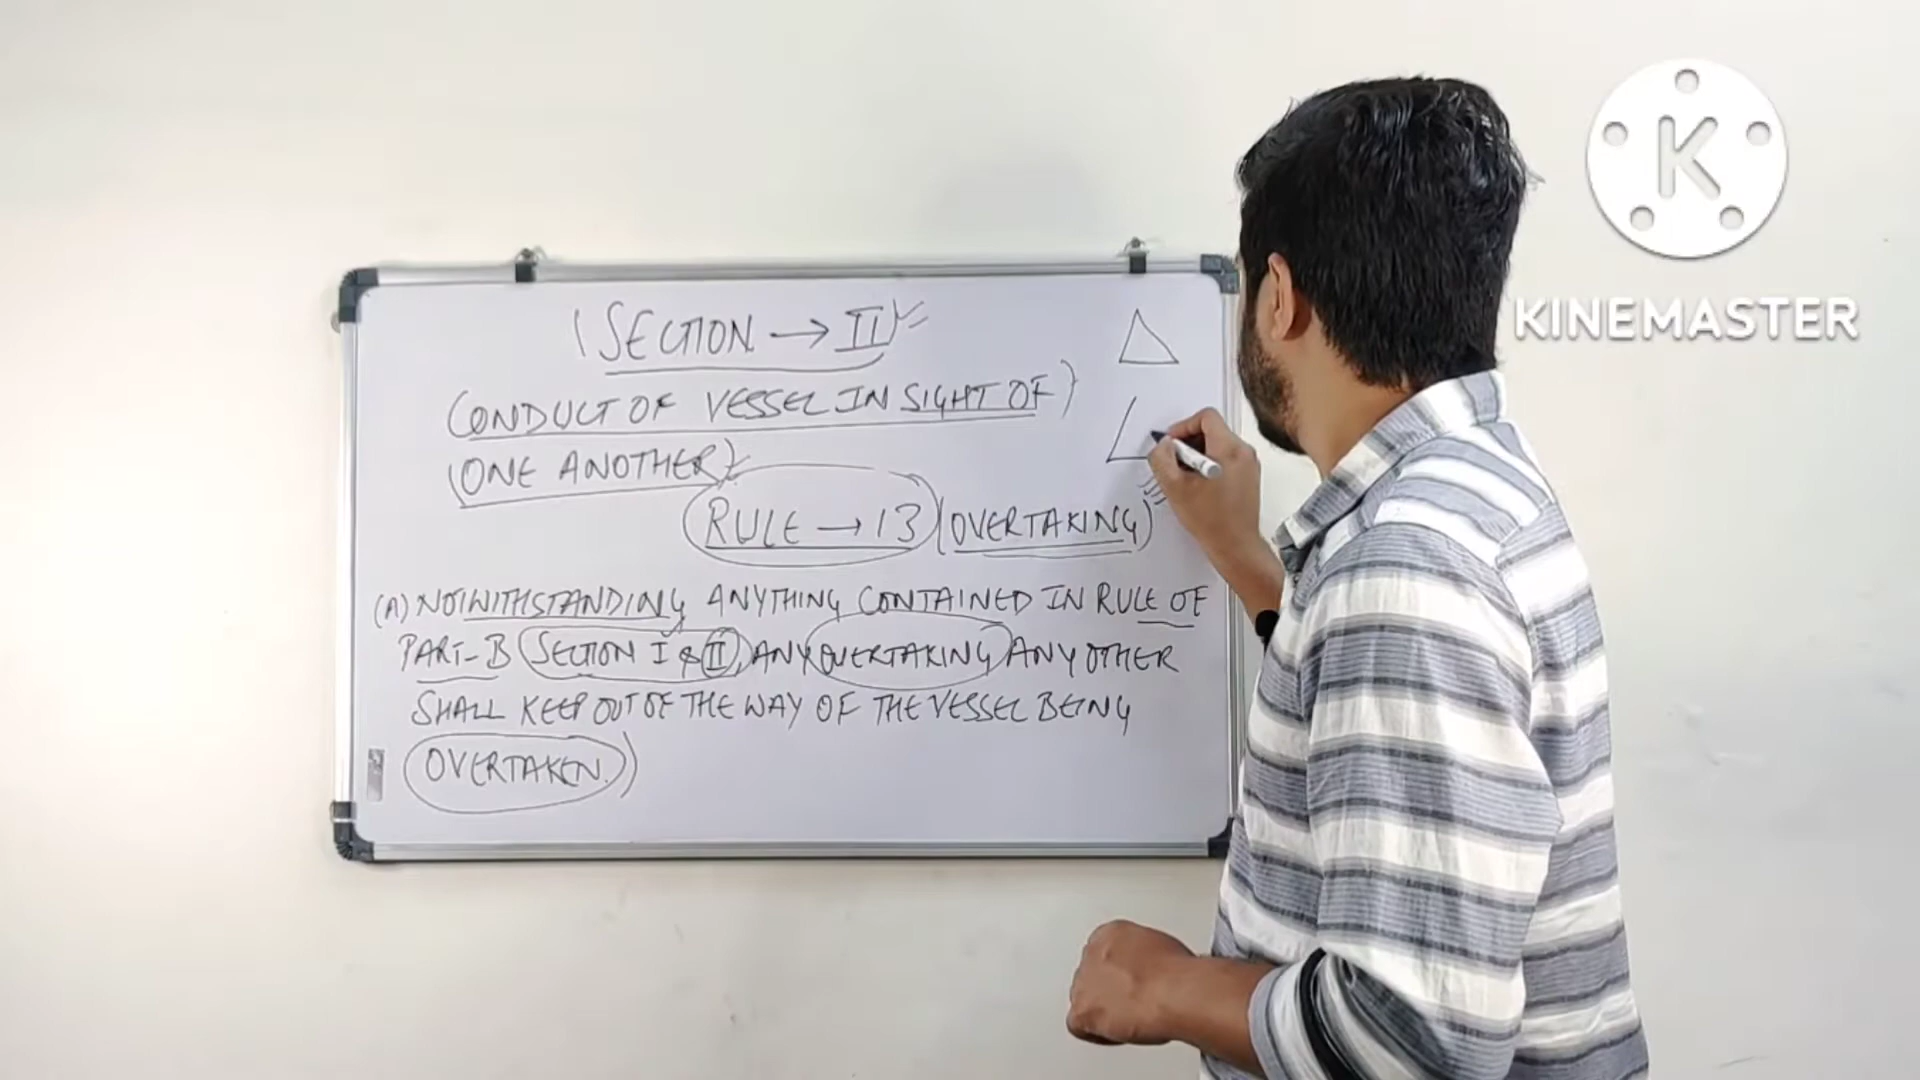 (SECTION → II)
CONDUCT OF VESSEL IN SIGHT OF
ONE ANOTHER
RULE → 13 (OVERTAKING)
(A) NOTWITHSTANDING ANYTHING CONTAINED IN RULE OF
PART-B SECTION I & II, ANY OVERTAKING ANY OTHER
SHALL KEEP OUT OF THE WAY OF THE VESSEL BEING
OVERTAKEN.
K
KINEMASTER